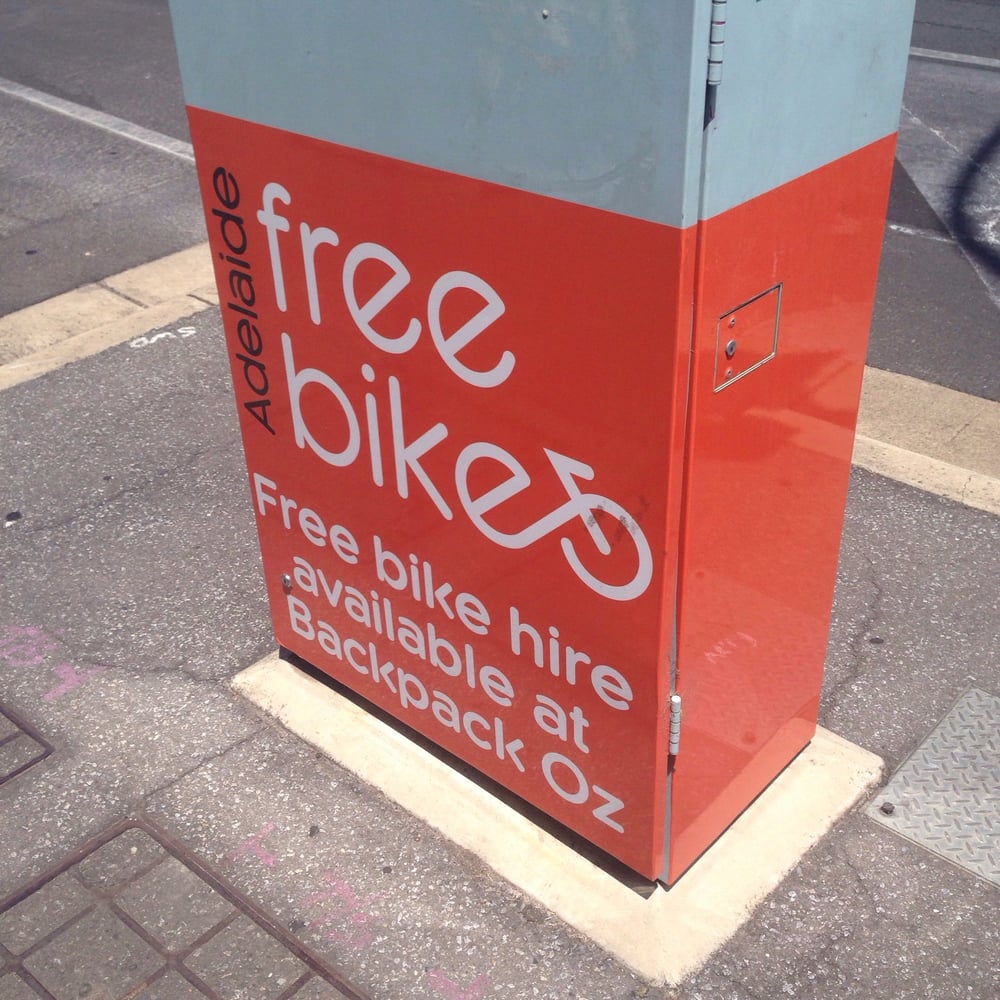 Adelaide
free
bike
Free bike hire
available at
Backpack Oz